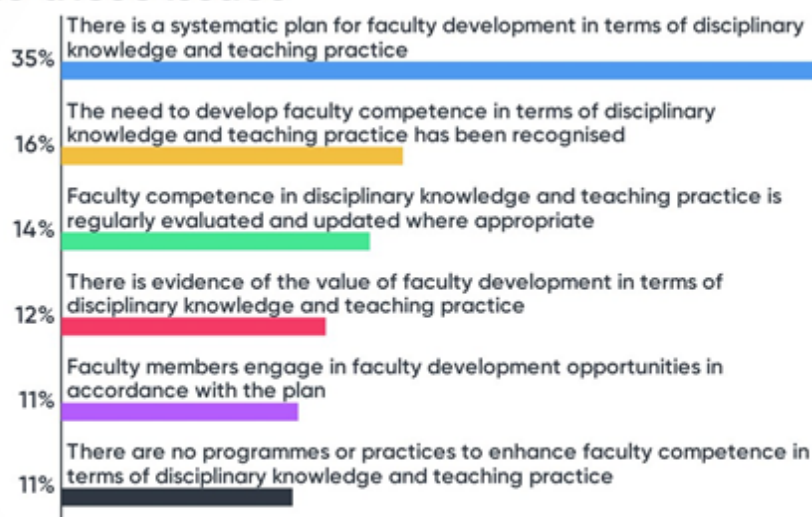 There is a systematic plan for faculty development in terms of disciplinary
knowledge and teaching practice
35%
The need to develop faculty competence in terms of disciplinary
knowledge and teaching practice has been recognised
16%
Faculty competence in disciplinary knowledge and teaching practice is
regularly evaluated and updated where appropriate
14%
There is evidence of the value of faculty development in terms of
disciplinary knowledge and teaching practice
12%
Faculty members engage in faculty development opportunities in
accordance with the plan
11%
There are no programmes or practices to enhance faculty competence in
terms of disciplinary knowledge and teaching practice
11%